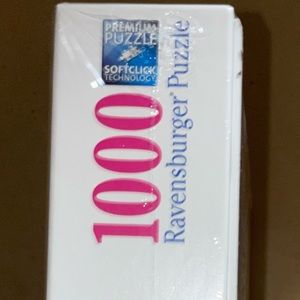 PREMIUM
PUZZLE
SOFTCLICK
TECHNOLOGY
1000
Ravensburger® Puzzle